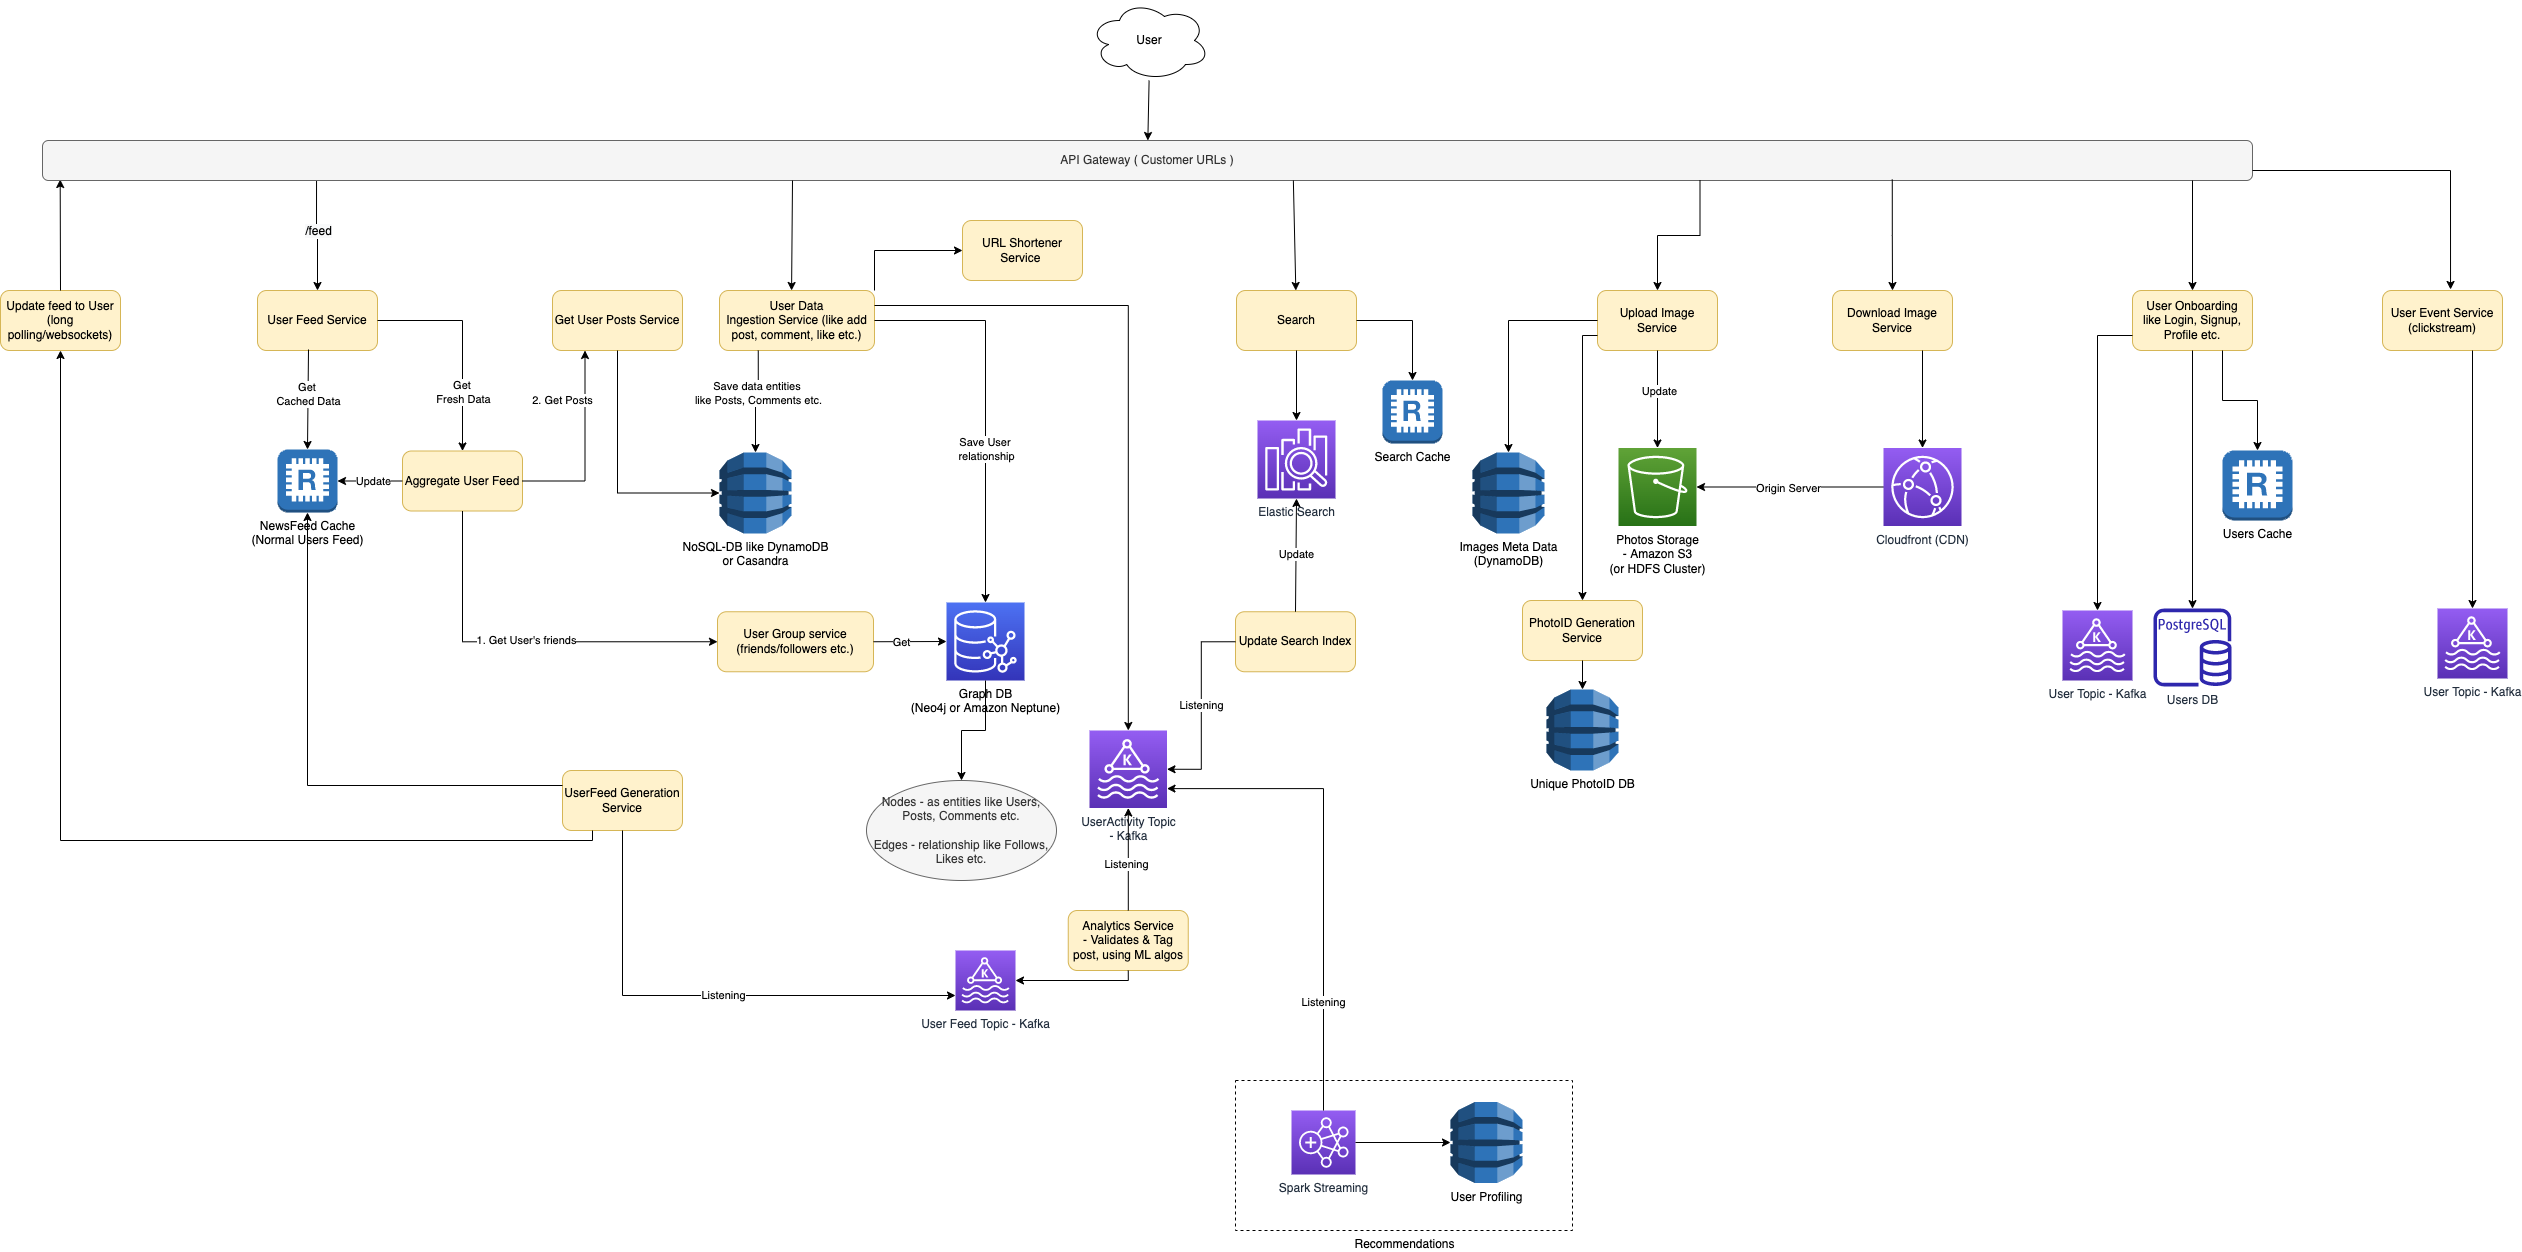 User
API Gateway ( Customer URLs )
/feed
URL Shortener
Service
Update feed to User
(long
polling/websockets)
User Feed Service
Get User Posts Service
User Data
Ingestion Service (like add
post, comment, like etc.)
Search
Upload Image
Service
Download Image
Service
User Onboarding
like Login, Signup,
Profile etc.
User Event Service
(clickstream)
Get
Cached Data
Get
Fresh Data
2. Get Posts
Save data entities
like Posts, Comments etc.
Save User
relationship
Update
R
Search Cache
R
NewsFeed Cache
(Normal Users Feed)
Update
Aggregate User Feed
NoSQL-DB like DynamoDB
or Casandra
Elastic Search
Update
Images Meta Data
(DynamoDB)
Photos Storage
- Amazon S3
(or HDFS Cluster)
Origin Server
Cloudfront (CDN)
R
Users Cache
1. Get User's friends
User Group service
(friends/followers etc.)
Get
Graph DB
(Neo4j or Amazon Neptune)
Update Search Index
Listening
PhotoID Generation
Service
Unique PhotoID DB
K
User Topic - Kafka
PostgreSQL
Users DB
K
User Topic - Kafka
UserFeed Generation
Service
Nodes - as entities like Users,
Posts, Comments etc.
Edges - relationship like Follows,
Likes etc.
K
UserActivity Topic
- Kafka
Listening
Analytics Service
- Validates & Tag
post, using ML algos
Listening
K
User Feed Topic - Kafka
Listening
Spark Streaming
User Profiling
Recommendations